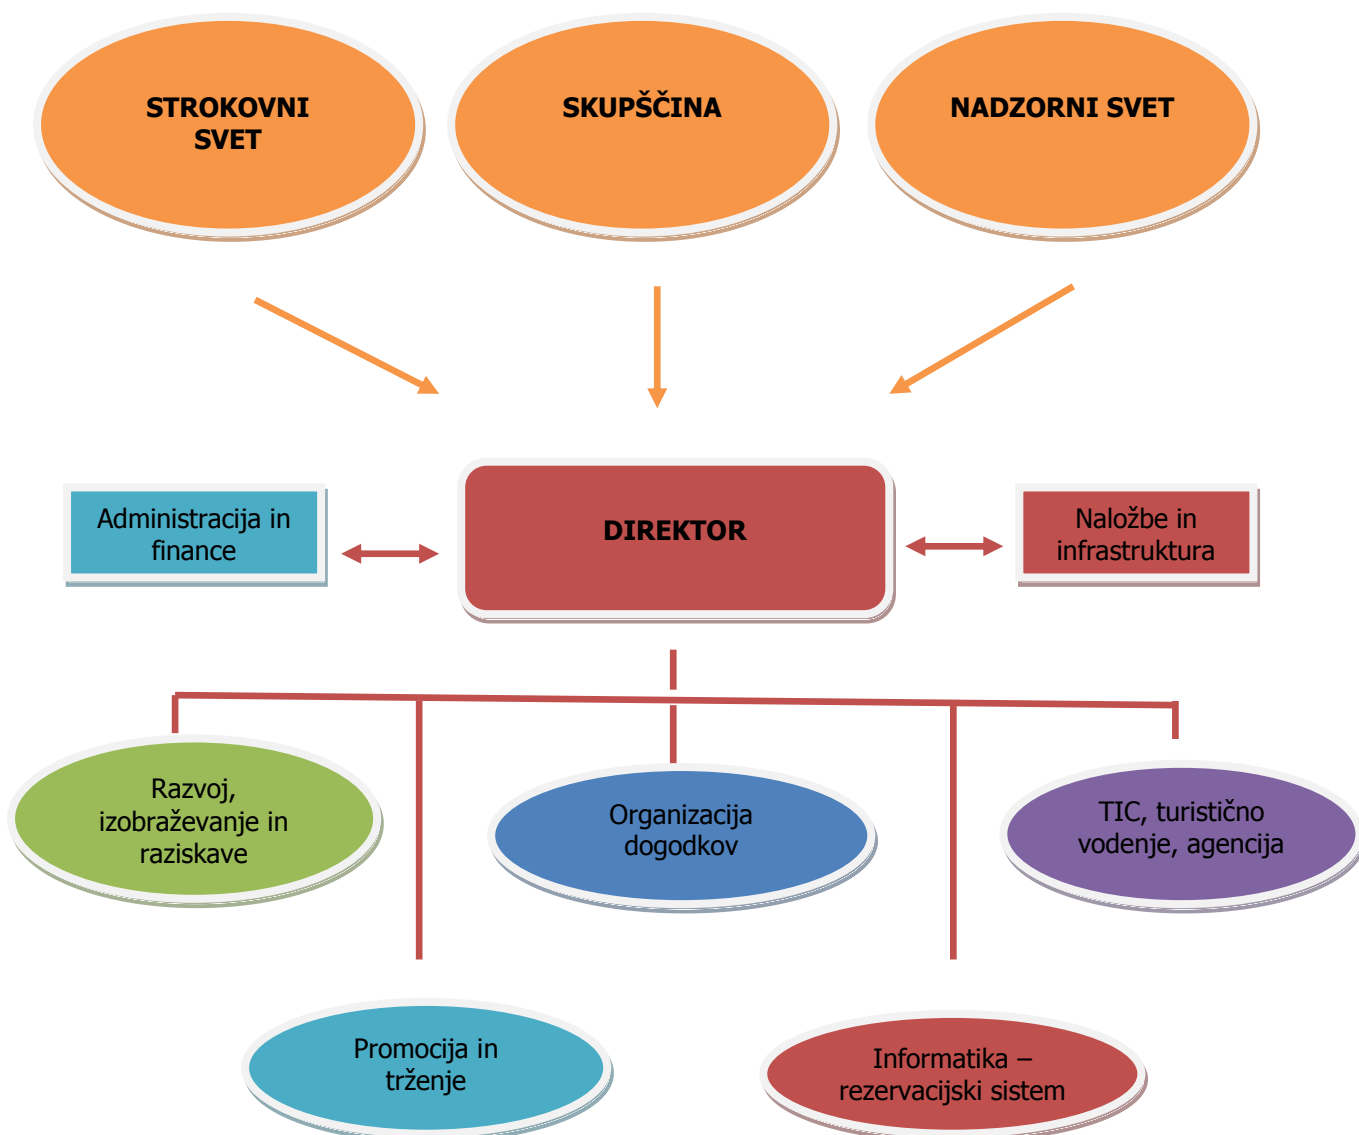 STROKOVNI
SVET
SKUPŠČINA
NADZORNI SVET
Administracija in
finance
DIREKTOR
Naložbe in
infrastruktura
Razvoj,
izobraževanje in
raziskave
Organizacija
dogodkov
TIC, turistično
vodenje, agencija
Promocija in
trženje
Informatika –
rezervacijski sistem